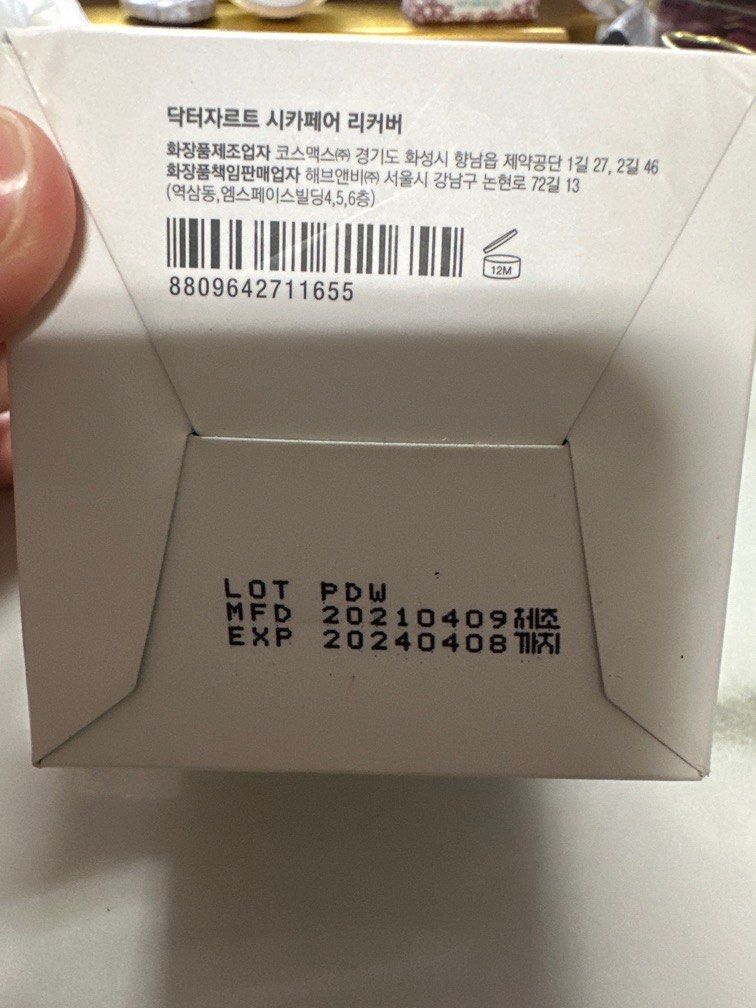 닥터자르트 시카페어 리커버
화장품제조업자 코스맥스㈜ 경기도 화성시 향남읍 제약공단 1길 27, 2길 46
화장품책임판매업자 해브앤비㈜ 서울시 강남구 논현로 72길 13
(역삼동,엠스페이스빌딩4,5,6층)
12M
8809642711655
LOT PDW
MFD 20210409제조
EXP 20240408까지